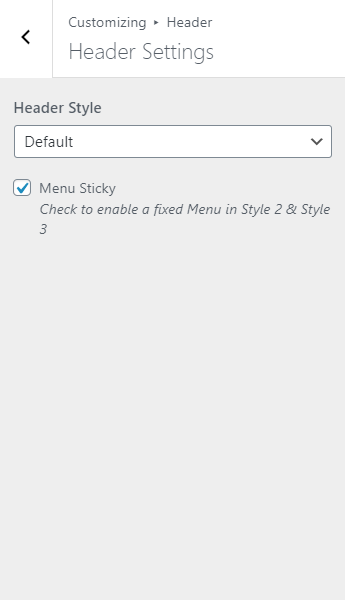 Customizing ▸ Header
Header Settings
Header Style
Default
Menu Sticky
Check to enable a fixed Menu in Style 2 & Style
3